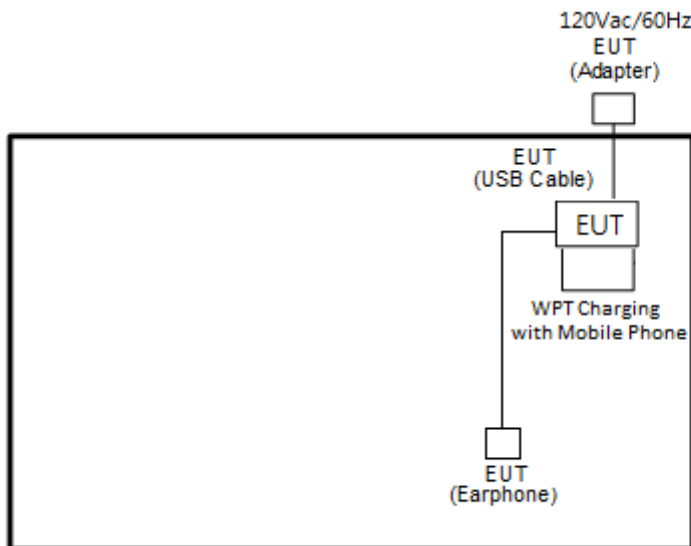 120Vac/60Hz
EUT
(Adapter)
EUT
(USB Cable)
EUT
WPT Charging
with Mobile Phone
EUT
(Earphone)